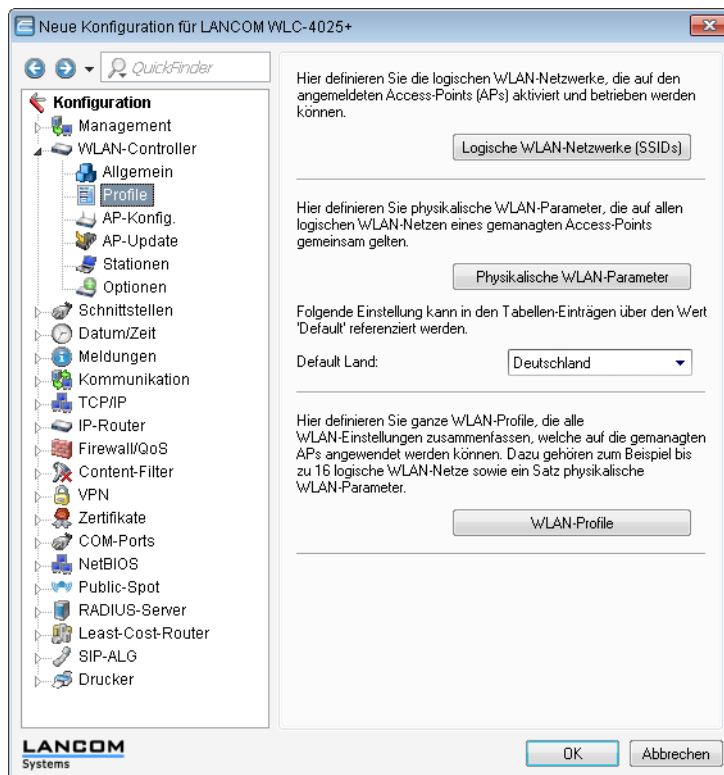 Neue Konfiguration für LANCOM WLC-4025+
QuickFinder
Konfiguration
Management
WLAN-Controller
Allgemein
Profile
AP-Konfig.
AP-Update
Stationen
Optionen
Schnittstellen
Datum/Zeit
Meldungen
Kommunikation
TCP/IP
IP-Router
Firewall/QoS
Content-Filter
VPN
Zertifikate
COM-Ports
NetBIOS
Public-Spot
RADIUS-Server
Least-Cost-Router
SIP-ALG
Drucker
Hier definieren Sie die logischen WLAN-Netzwerke, die auf den
angemeldeten Access-Points (APs) aktiviert und betrieben werden
können.
Logische WLAN-Netzwerke (SSIDs)
Hier definieren Sie physikalische WLAN-Parameter, die auf allen
logischen WLAN-Netzen eines gemanagten Access-Points
gemeinsam gelten.
Physikalische WLAN-Parameter
Folgende Einstellung kann in den Tabellen-Einträgen über den Wert
'Default' referenziert werden.
Default Land: Deutschland
Hier definieren Sie ganze WLAN-Profile, die alle
WLAN-Einstellungen zusammenfassen, welche auf die gemanagten
APs angewendet werden können. Dazu gehören zum Beispiel bis
zu 16 logische WLAN-Netze sowie ein Satz physikalische
WLAN-Parameter.
WLAN-Profile
LANCOM
Systems
OK Abbrechen